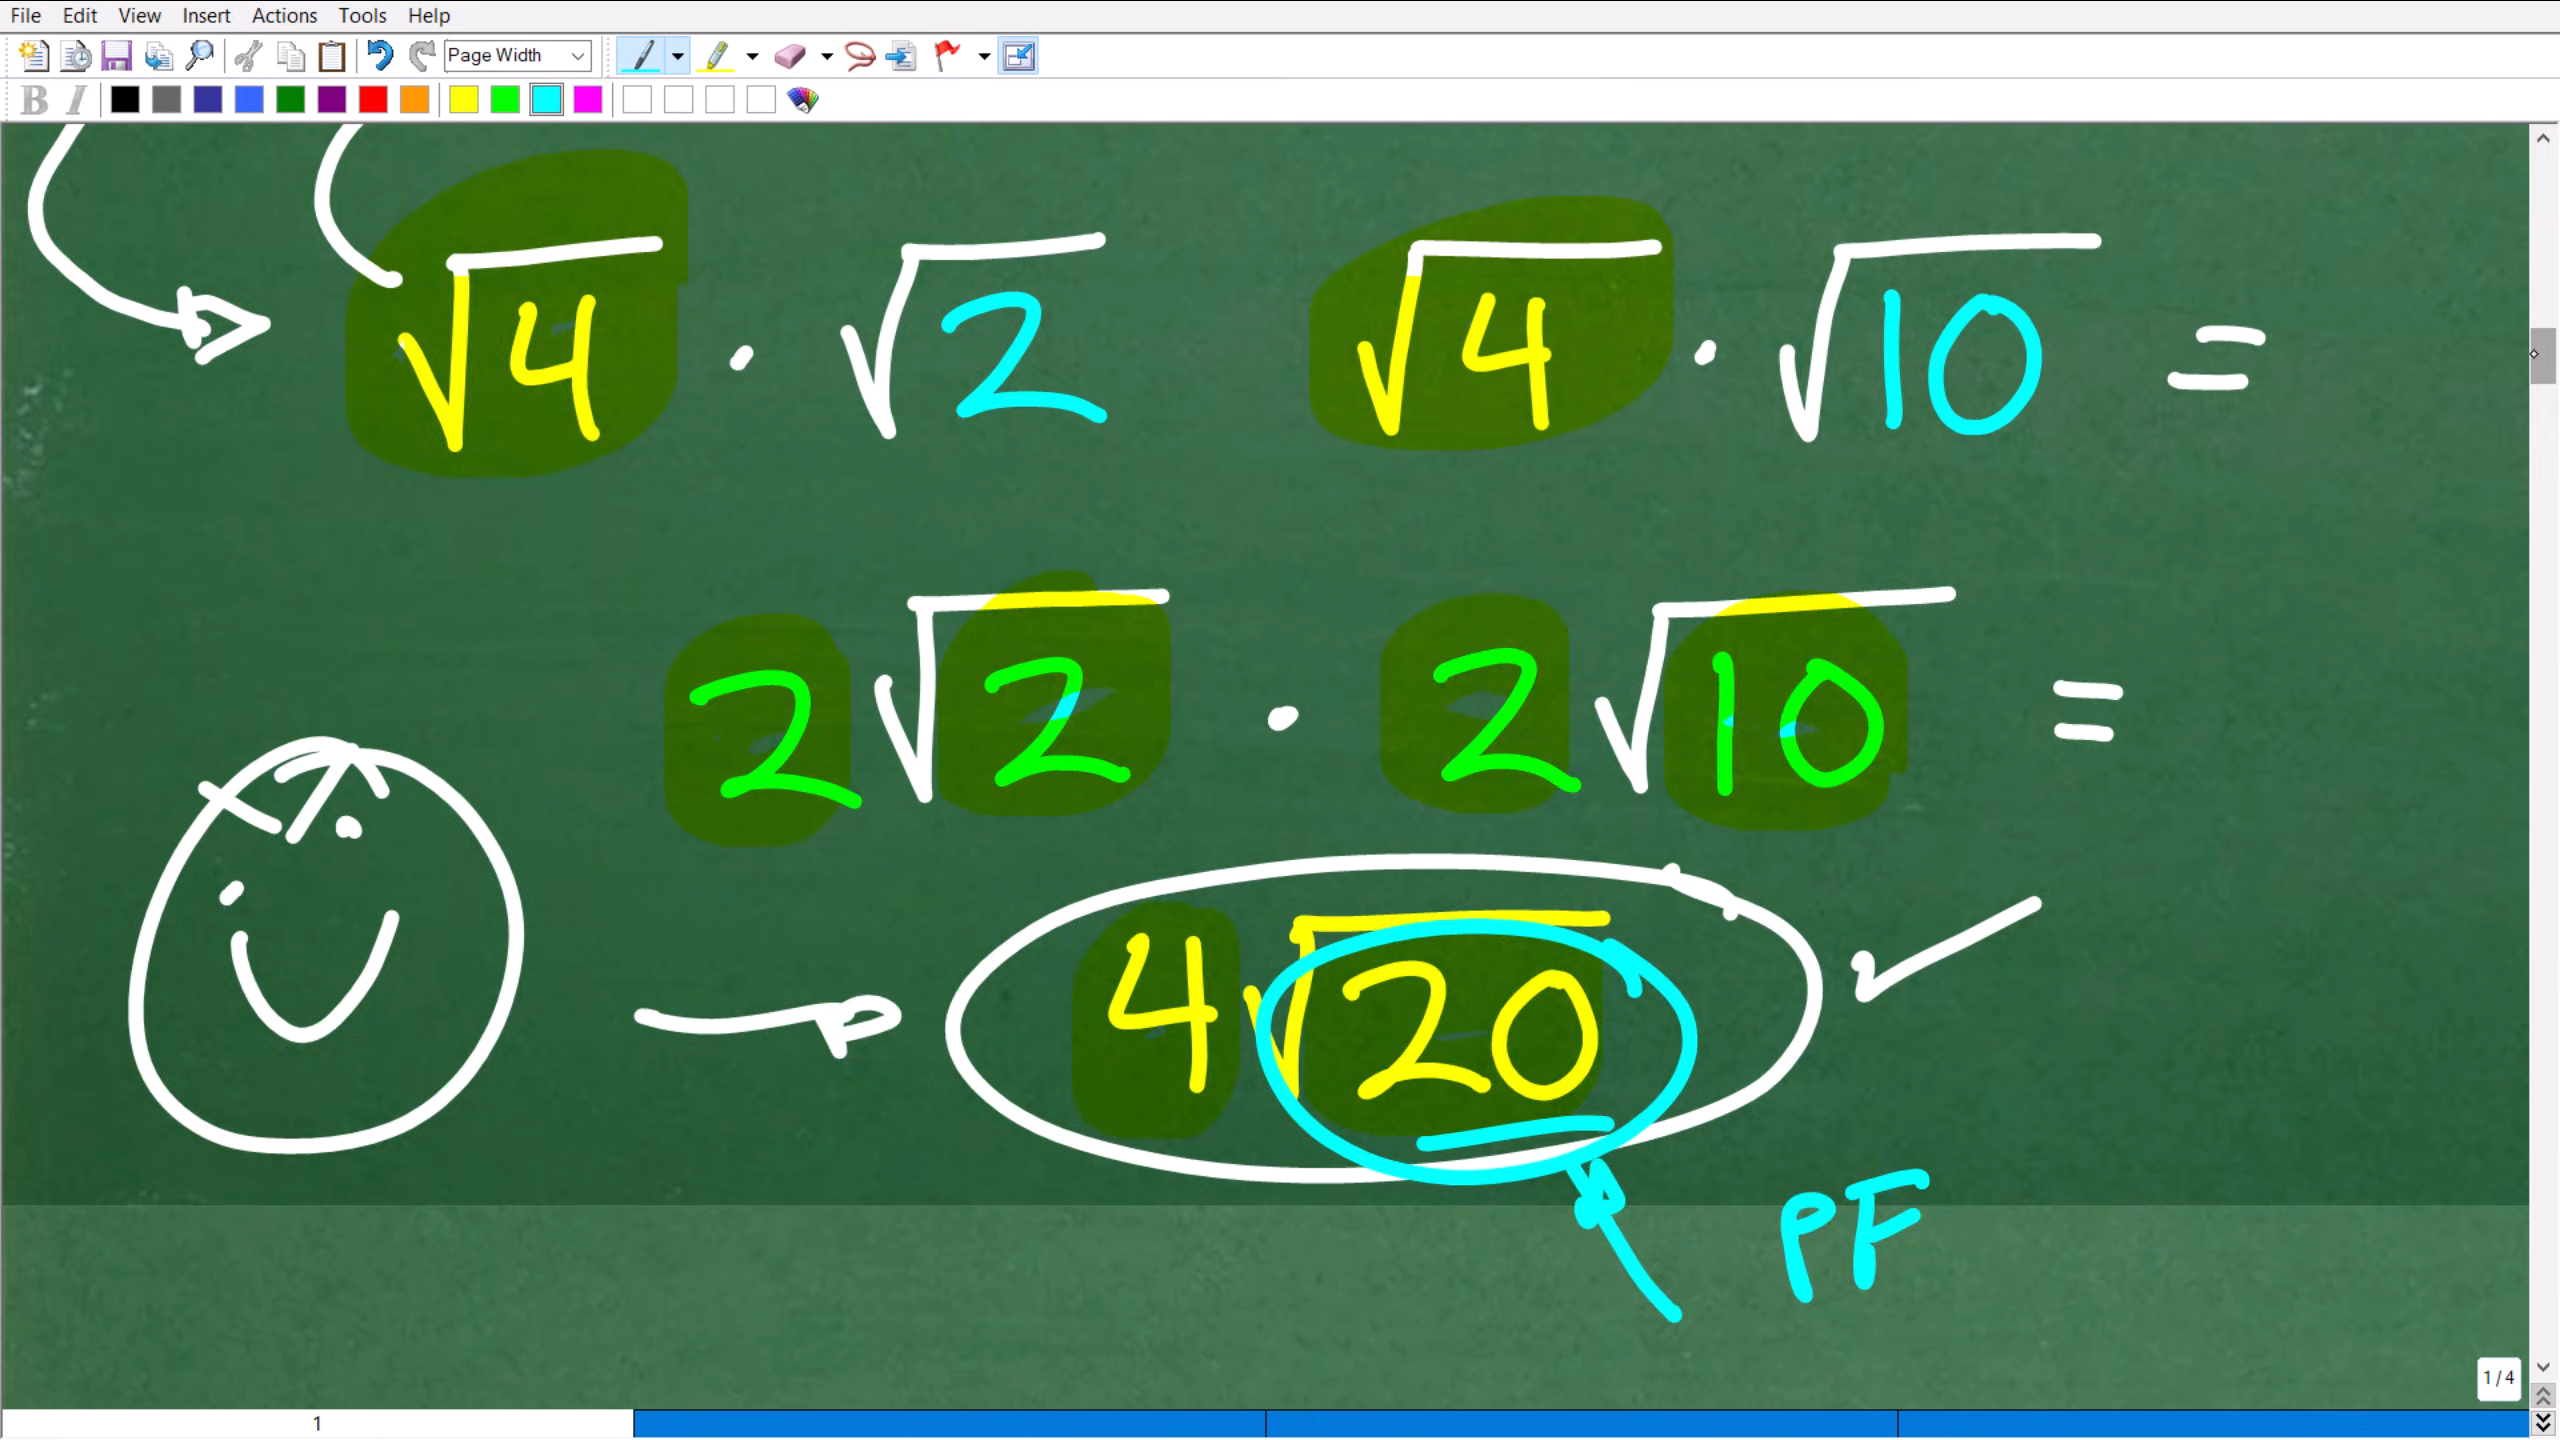 File Edit View Insert Actions Tools Help
Page Width
B I
√4 · √2 √4 · √10 =
2√2 · 2√10 =
4√20
PF
1 / 4
1